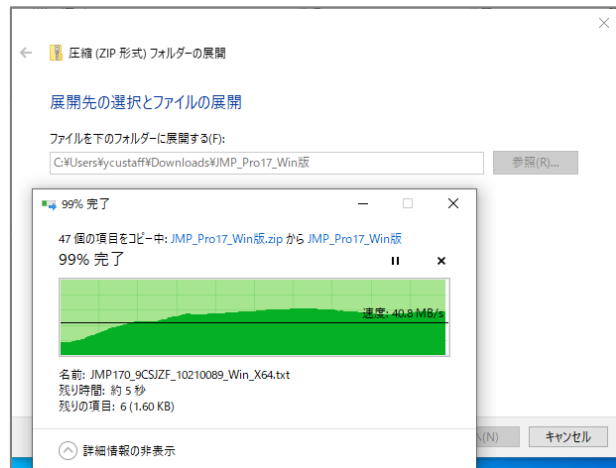 圧縮 (ZIP 形式) フォルダーの展開
展開先の選択とファイルの展開
ファイルを下のフォルダーに展開する(F):
C:¥Users¥ycustaff¥Downloads¥JMP_Pro17_Win版
参照(R)...
99% 完了
47 個の項目をコピー中: JMP_Pro17_Win版.zip から JMP_Pro17_Win版
99% 完了
速度: 40.8 MB/s
名前: JMP170_9CSJZF_10210089_Win_X64.txt
残り時間: 約 5 秒
残りの項目: 6 (1.60 KB)
詳細情報の非表示
(N)
キャンセル